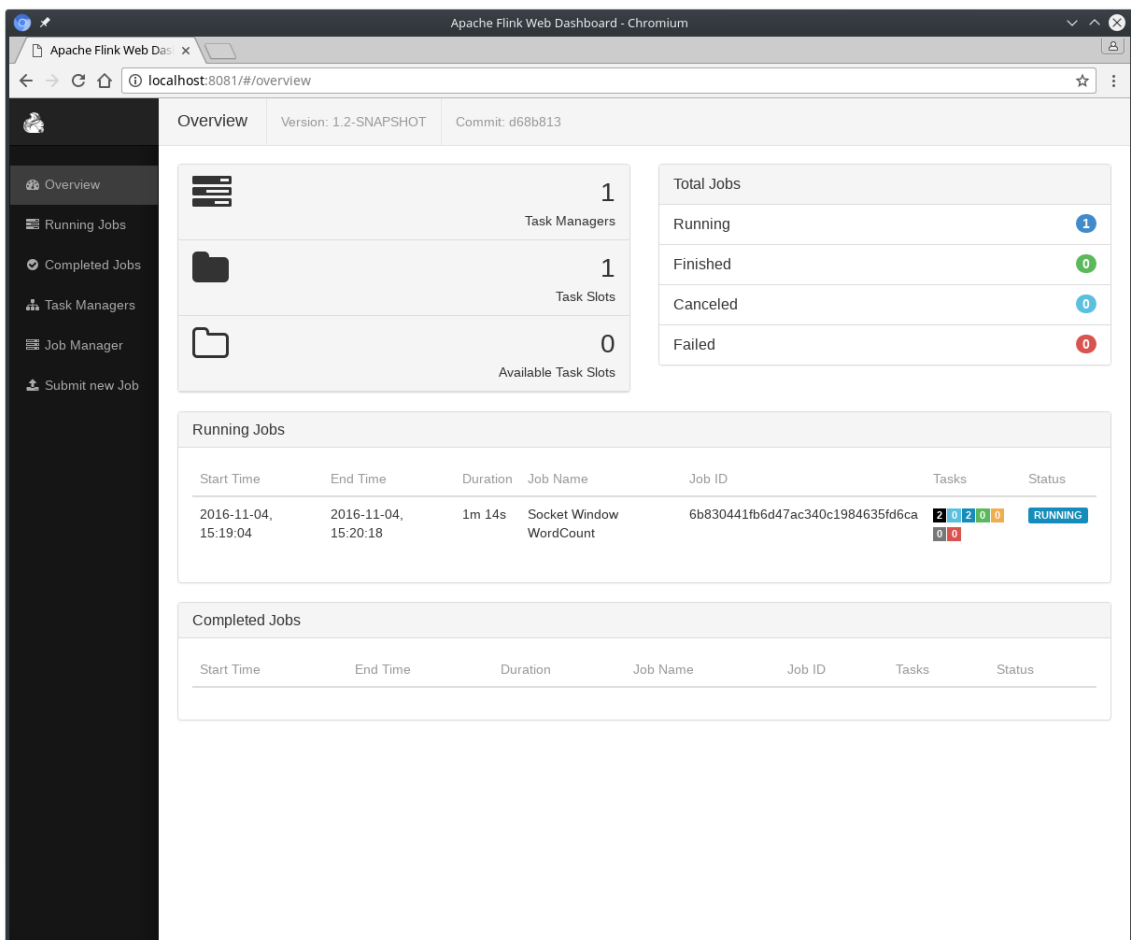 Apache Flink Web Dashboard - Chromium
Apache Flink Web Das
localhost:8081/#/overview
Overview
Version: 1.2-SNAPSHOT
Commit: d68b813
Overview
Running Jobs
Completed Jobs
Task Managers
Job Manager
Submit new Job
1
Task Managers
1
Task Slots
0
Available Task Slots
Total Jobs
Running 1
Finished 0
Canceled 0
Failed 0
Running Jobs
Start Time End Time Duration Job Name Job ID Tasks Status
2016-11-04, 2016-11-04, 1m 14s Socket Window 6b830441fb6d47ac340c1984635fd6ca 2 0 2 0 0 RUNNING
15:19:04 15:20:18 WordCount 0 0
Completed Jobs
Start Time End Time Duration Job Name Job ID Tasks Status